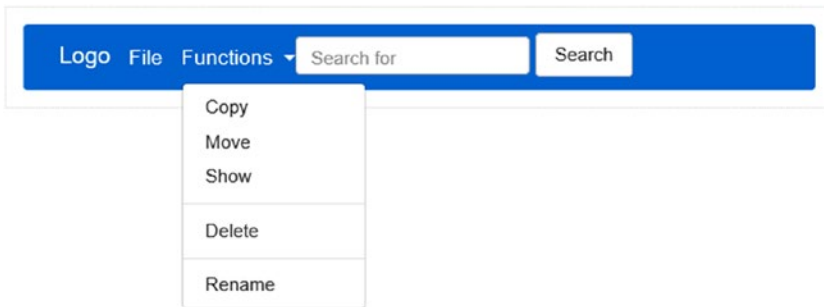 Logo File Functions Search for Search
Copy
Move
Show
Delete
Rename